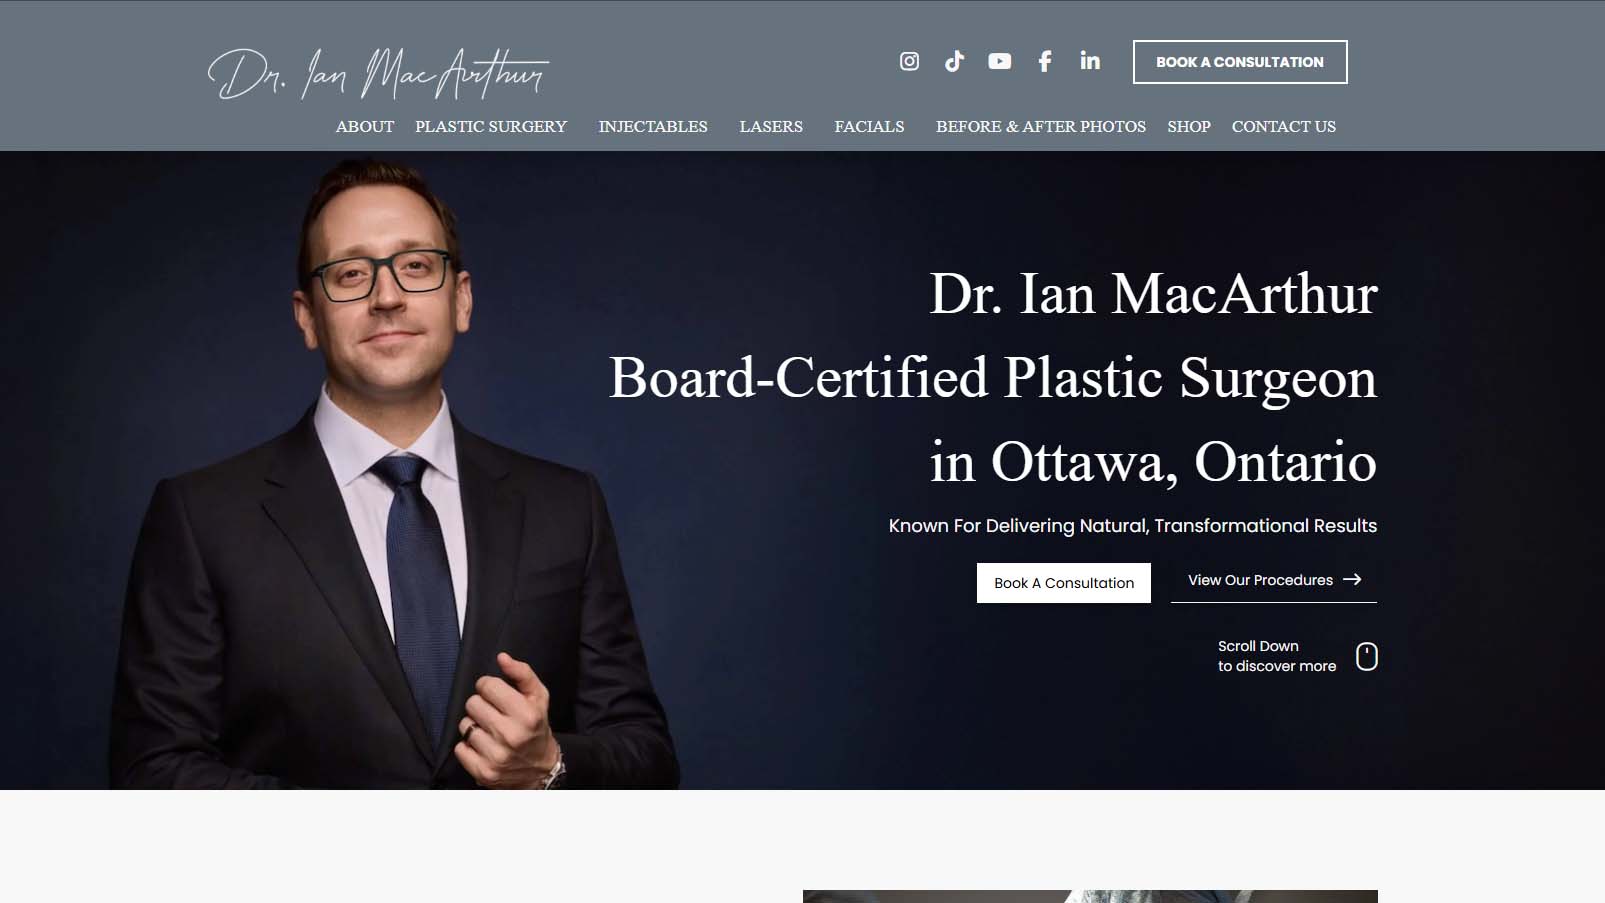 Dr. Ian MacArthur
BOOK A CONSULTATION
ABOUT PLASTIC SURGERY INJECTABLES LASERS FACIALS BEFORE & AFTER PHOTOS SHOP CONTACT US
Dr. Ian MacArthur
Board-Certified Plastic Surgeon
in Ottawa, Ontario
Known For Delivering Natural, Transformational Results
Book A Consultation View Our Procedures →
Scroll Down
to discover more